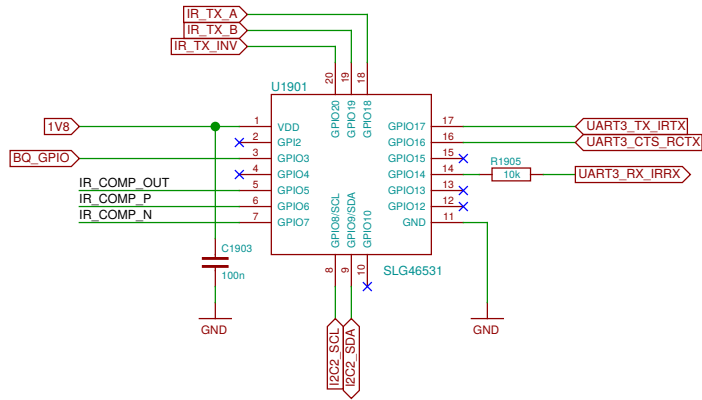 IR_TX_A
IR_TX_B
IR_TX_INV
U1901
20 19 18
GPIO20 GPIO19 GPIO18
1V8 1 VDD GPIO17 17 UART3_TX_IRTX
2 GPI2 GPIO16 16 UART3_CTS_RCTX
BQ_GPIO 3 GPIO3 GPIO15 15 R1905
4 GPIO4 GPIO14 14 10k UART3_RX_IRRX
IR_COMP_OUT 5 GPIO5 GPIO13 13
IR_COMP_P 6 GPIO6 GPIO12 12
IR_COMP_N 7 GPIO7 GND 11
GPIO8/SCL GPIO9/SDA GPIO10
C1903
100n
8 9 10
SLG46531
GND
GND
I2C2_SCL
I2C2_SDA